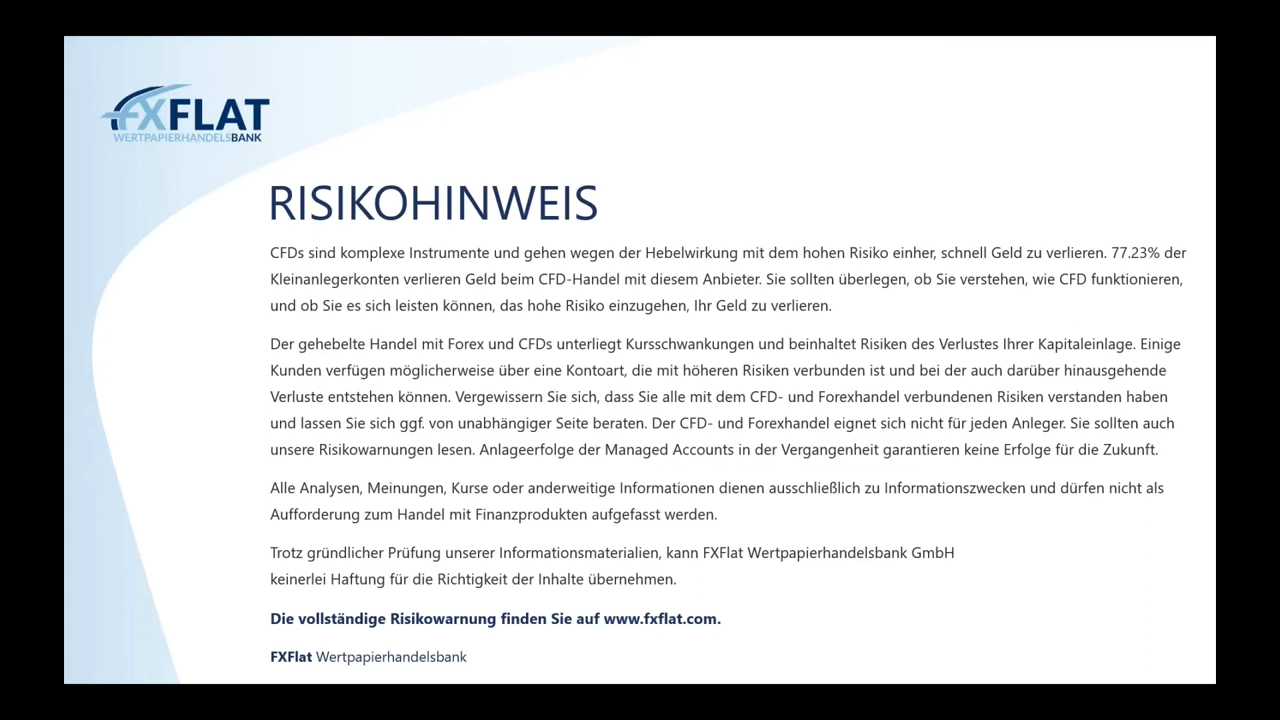 FXFLAT
WERTPAPIERHANDELSBANK
RISIKOHINWEIS
CFDs sind komplexe Instrumente und gehen wegen der Hebelwirkung mit dem hohen Risiko einher, schnell Geld zu verlieren. 77.23% der
Kleinanlegerkonten verlieren Geld beim CFD-Handel mit diesem Anbieter. Sie sollten überlegen, ob Sie verstehen, wie CFD funktionieren,
und ob Sie es sich leisten können, das hohe Risiko einzugehen, Ihr Geld zu verlieren.
Der gehebelte Handel mit Forex und CFDs unterliegt Kursschwankungen und beinhaltet Risiken des Verlustes Ihrer Kapitaleinlage. Einige
Kunden verfügen möglicherweise über eine Kontoart, die mit höheren Risiken verbunden ist und bei der auch darüber hinausgehende
Verluste entstehen können. Vergewissern Sie sich, dass Sie alle mit dem CFD- und Forexhandel verbundenen Risiken verstanden haben
und lassen Sie sich ggf. von unabhängiger Seite beraten. Der CFD- und Forexhandel eignet sich nicht für jeden Anleger. Sie sollten auch
unsere Risikowarnungen lesen. Anlageerfolge der Managed Accounts in der Vergangenheit garantieren keine Erfolge für die Zukunft.
Alle Analysen, Meinungen, Kurse oder anderweitige Informationen dienen ausschließlich zu Informationszwecken und dürfen nicht als
Aufforderung zum Handel mit Finanzprodukten aufgefasst werden.
Trotz gründlicher Prüfung unserer Informationsmaterialien, kann FXFlat Wertpapierhandelsbank GmbH
keinerlei Haftung für die Richtigkeit der Inhalte übernehmen.
Die vollständige Risikowarnung finden Sie auf www.fxflat.com.
FXFlat Wertpapierhandelsbank